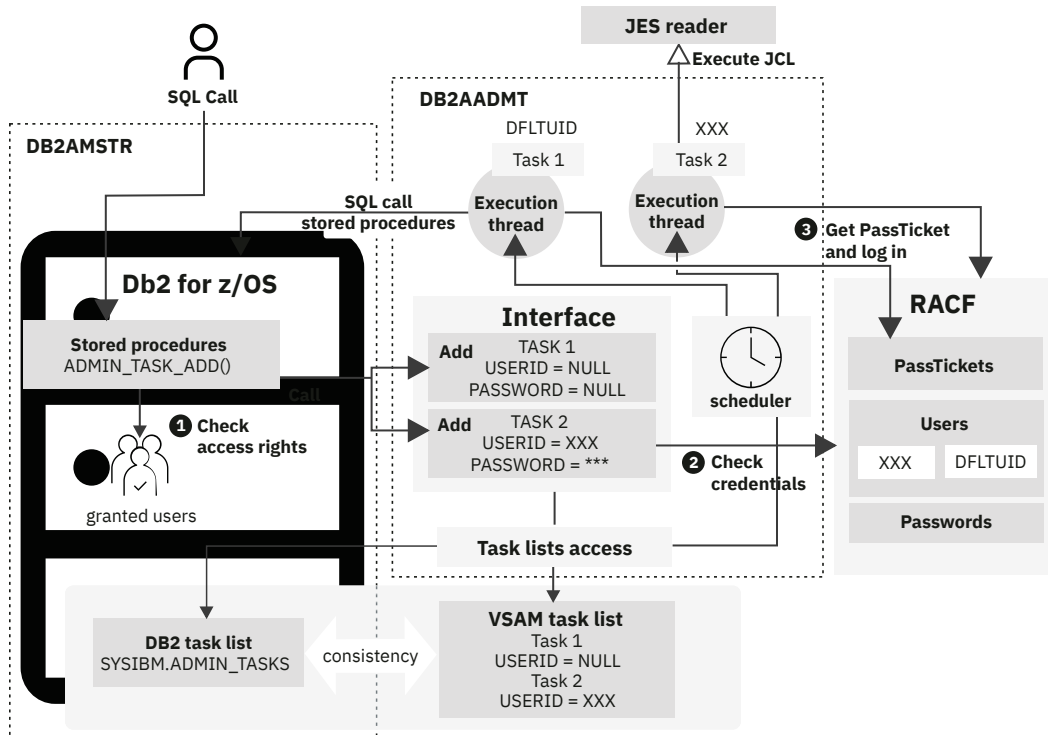 JES reader
Execute JCL
SQL Call
DB2AADMT
DB2AMSTR
DFLTUID
XXX
Task 1
Task 2
SQL call
stored procedures
Execution
thread
Execution
thread
3 Get PassTicket
and log in
Db2 for z/OS
Stored procedures
ADMIN_TASK_ADD()
Call
1 Check
access rights
granted users
Interface
Add
TASK 1
USERID = NULL
PASSWORD = NULL
Add
TASK 2
USERID = XXX
PASSWORD = ***
scheduler
2 Check
credentials
RACF
PassTickets
Users
XXX
DFLTUID
Passwords
Task lists access
DB2 task list
SYSIBM.ADMIN_TASKS
consistency
VSAM task list
Task 1
USERID = NULL
Task 2
USERID = XXX